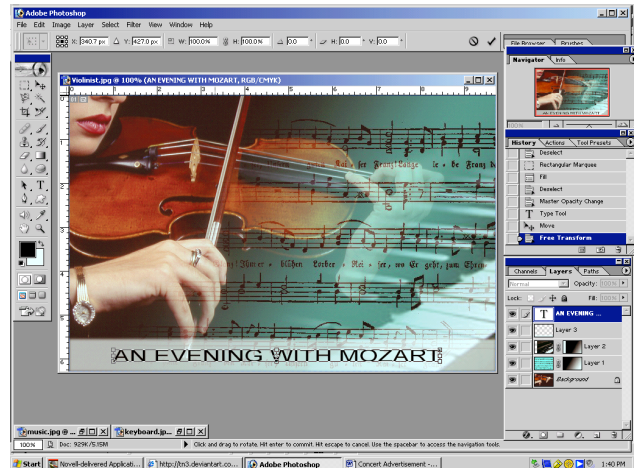 Adobe Photoshop
File Edit Image Layer Select Filter View Window Help
X: 340.7 px Y: 427.0 px W: 100.0% H: 100.0% 0.0 ° H: 0.0 ° V: 0.0 °
File Browser Brushes
Violinist.jpg @ 100% (AN EVENING WITH MOZART, RGB/CMYK)
Navigator Info
100%
History Actions Tool Presets
Deselect
Rectangular Marquee
Fill
Deselect
Master Opacity Change
Type Tool
Move
Free Transform
Channels Layers Paths
Normal Opacity: 100%
Lock: Fill: 100%
AN EVENING ...
Layer 3
Layer 2
Layer 1
Background
AN EVENING WITH MOZART
music.jpg @ ... keyboard.jp...
100% Doc: 929K/5.15M Click and drag to rotate. Hit enter to commit. Hit escape to cancel. Use the spacebar to access the navigation tools.
Start Novell-delivered Applicati... http://tn3.deviantart.co... Adobe Photoshop Concert Advertisement -... 1:40 PM